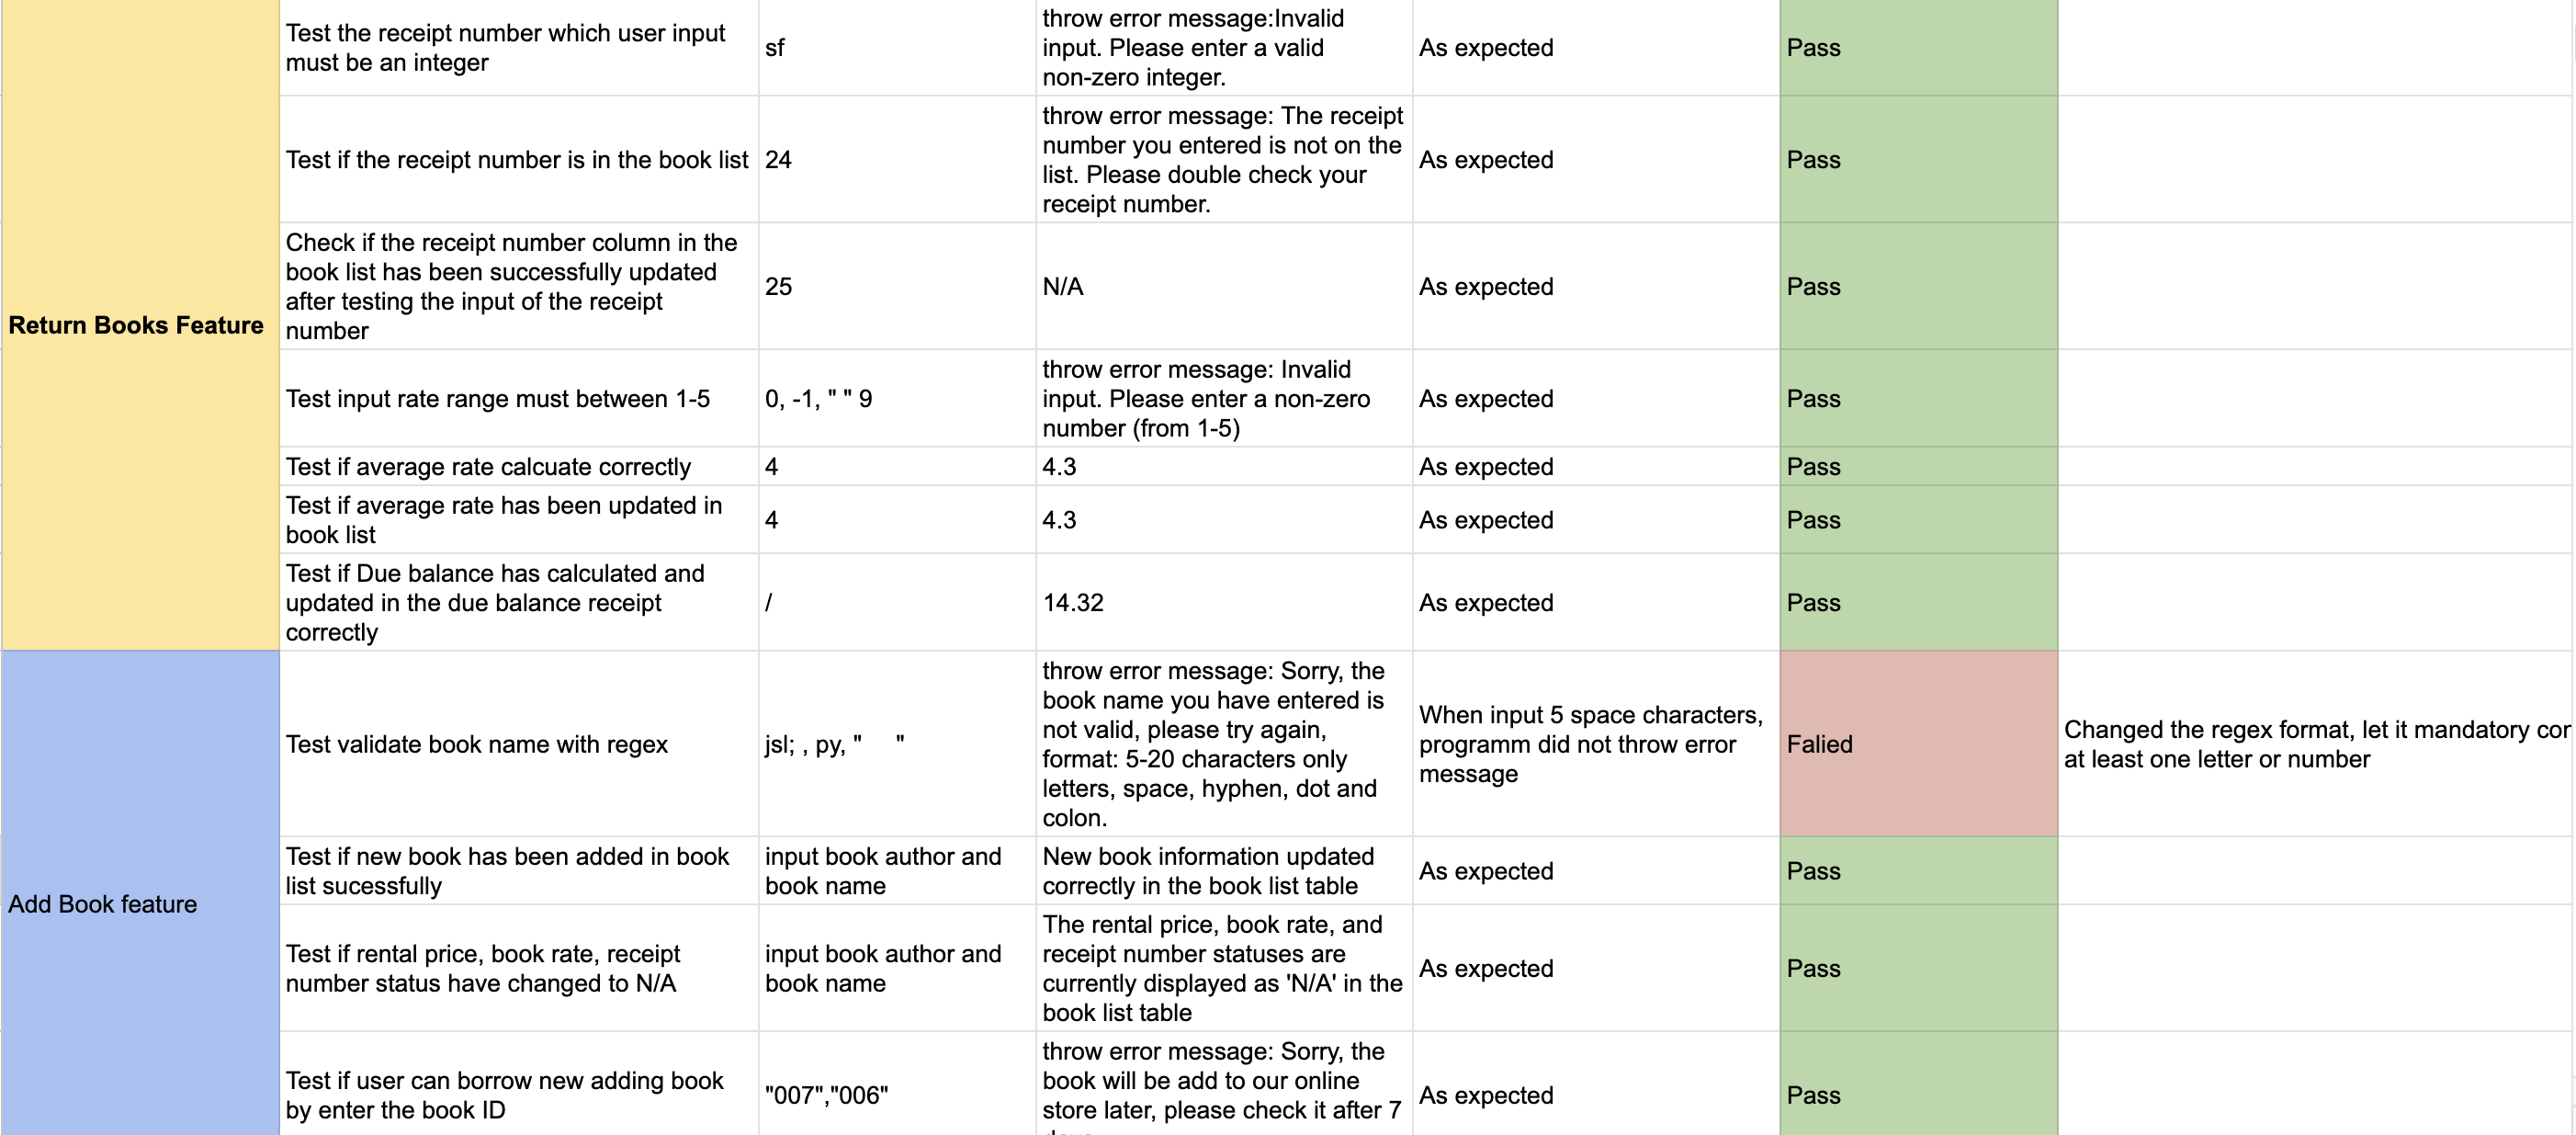 Return Books Feature
Test the receipt number which user input
must be an integer
sf
throw error message:Invalid
input. Please enter a valid
non-zero integer.
As expected
Pass
Test if the receipt number is in the book list
24
throw error message: The receipt
number you entered is not on the
list. Please double check your
receipt number.
As expected
Pass
Check if the receipt number column in the
book list has been successfully updated
after testing the input of the receipt
number
25
N/A
As expected
Pass
Test input rate range must between 1-5
0, -1, " " 9
throw error message: Invalid
input. Please enter a non-zero
number (from 1-5)
As expected
Pass
Test if average rate calcuate correctly
4
4.3
As expected
Pass
Test if average rate has been updated in
book list
4
4.3
As expected
Pass
Test if Due balance has calculated and
updated in the due balance receipt
correctly
/
14.32
As expected
Pass
Add Book feature
Test validate book name with regex
jsl; , py, "     "
throw error message: Sorry, the
book name you have entered is
not valid, please try again,
format: 5-20 characters only
letters, space, hyphen, dot and
colon.
When input 5 space characters,
programm did not throw error
message
Falied
Changed the regex format, let it mandatory
at least one letter or number
Test if new book has been added in book
list sucessfully
input book author and
book name
New book information updated
correctly in the book list table
As expected
Pass
Test if rental price, book rate, receipt
number status have changed to N/A
input book author and
book name
The rental price, book rate, and
receipt number statuses are
currently displayed as 'N/A' in the
book list table
As expected
Pass
Test if user can borrow new adding book
by enter the book ID
"007","006"
throw error message: Sorry, the
book will be add to our online
store later, please check it after 7
As expected
Pass